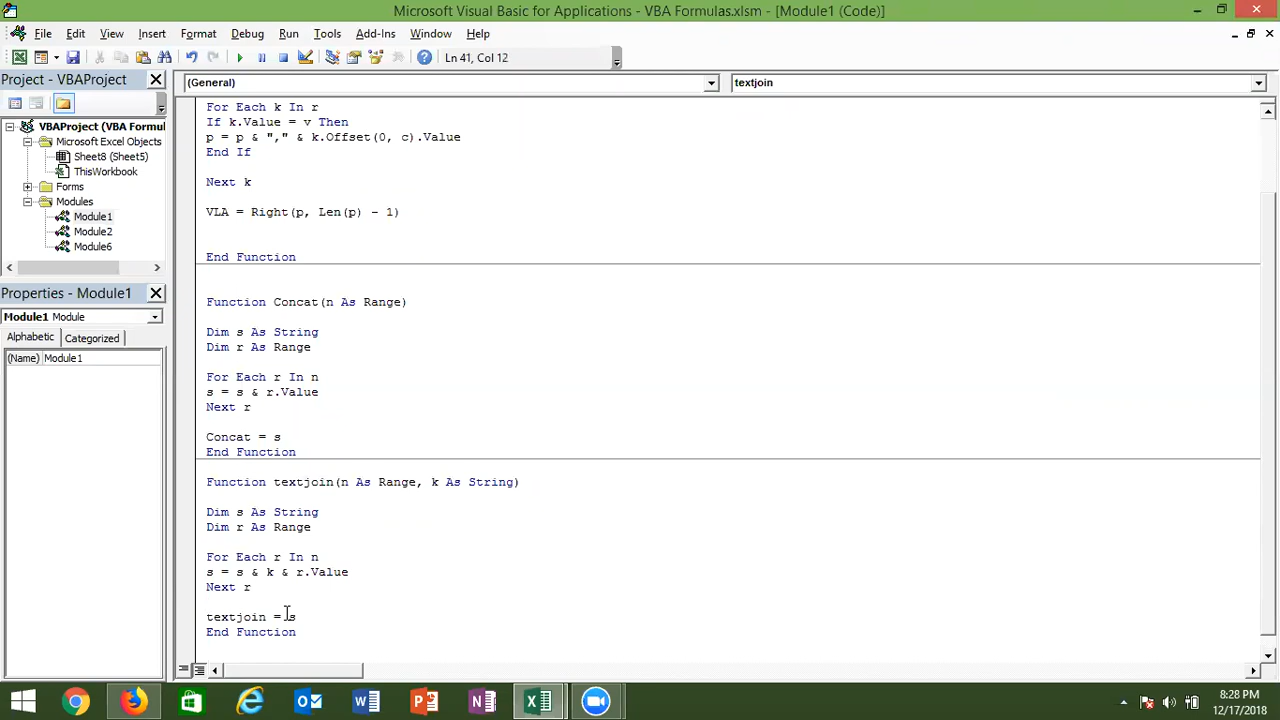 Microsoft Visual Basic for Applications - VBA Formulas.xlsm - [Module1 (Code)]
File Edit View Insert Format Debug Run Tools Add-Ins Window Help
Ln 41, Col 12
Project - VBAProject
(General)
textjoin
VBAProject (VBA Formul
Microsoft Excel Objects
Sheet8 (Sheet5)
ThisWorkbook
Forms
Modules
Module1
Module2
Module6
Properties - Module1
Module1 Module
Alphabetic Categorized
(Name) Module1
For Each k In r
If k.Value = v Then
p = p & "," & k.Offset(0, c).Value
End If
Next k
VLA = Right(p, Len(p) - 1)
End Function
Function Concat(n As Range)
Dim s As String
Dim r As Range
For Each r In n
s = s & r.Value
Next r
Concat = s
End Function
Function textjoin(n As Range, k As String)
Dim s As String
Dim r As Range
For Each r In n
s = s & k & r.Value
Next r
textjoin = s
End Function
8:28 PM
12/17/2018